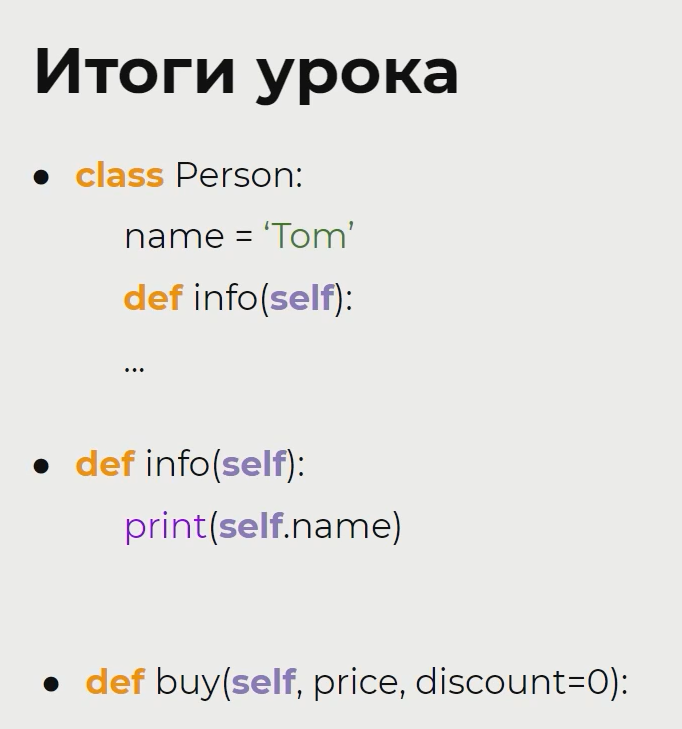 Итоги урока
● class Person:
name = ‘Tom’
def info(self):
...
● def info(self):
print(self.name)
● def buy(self, price, discount=0):